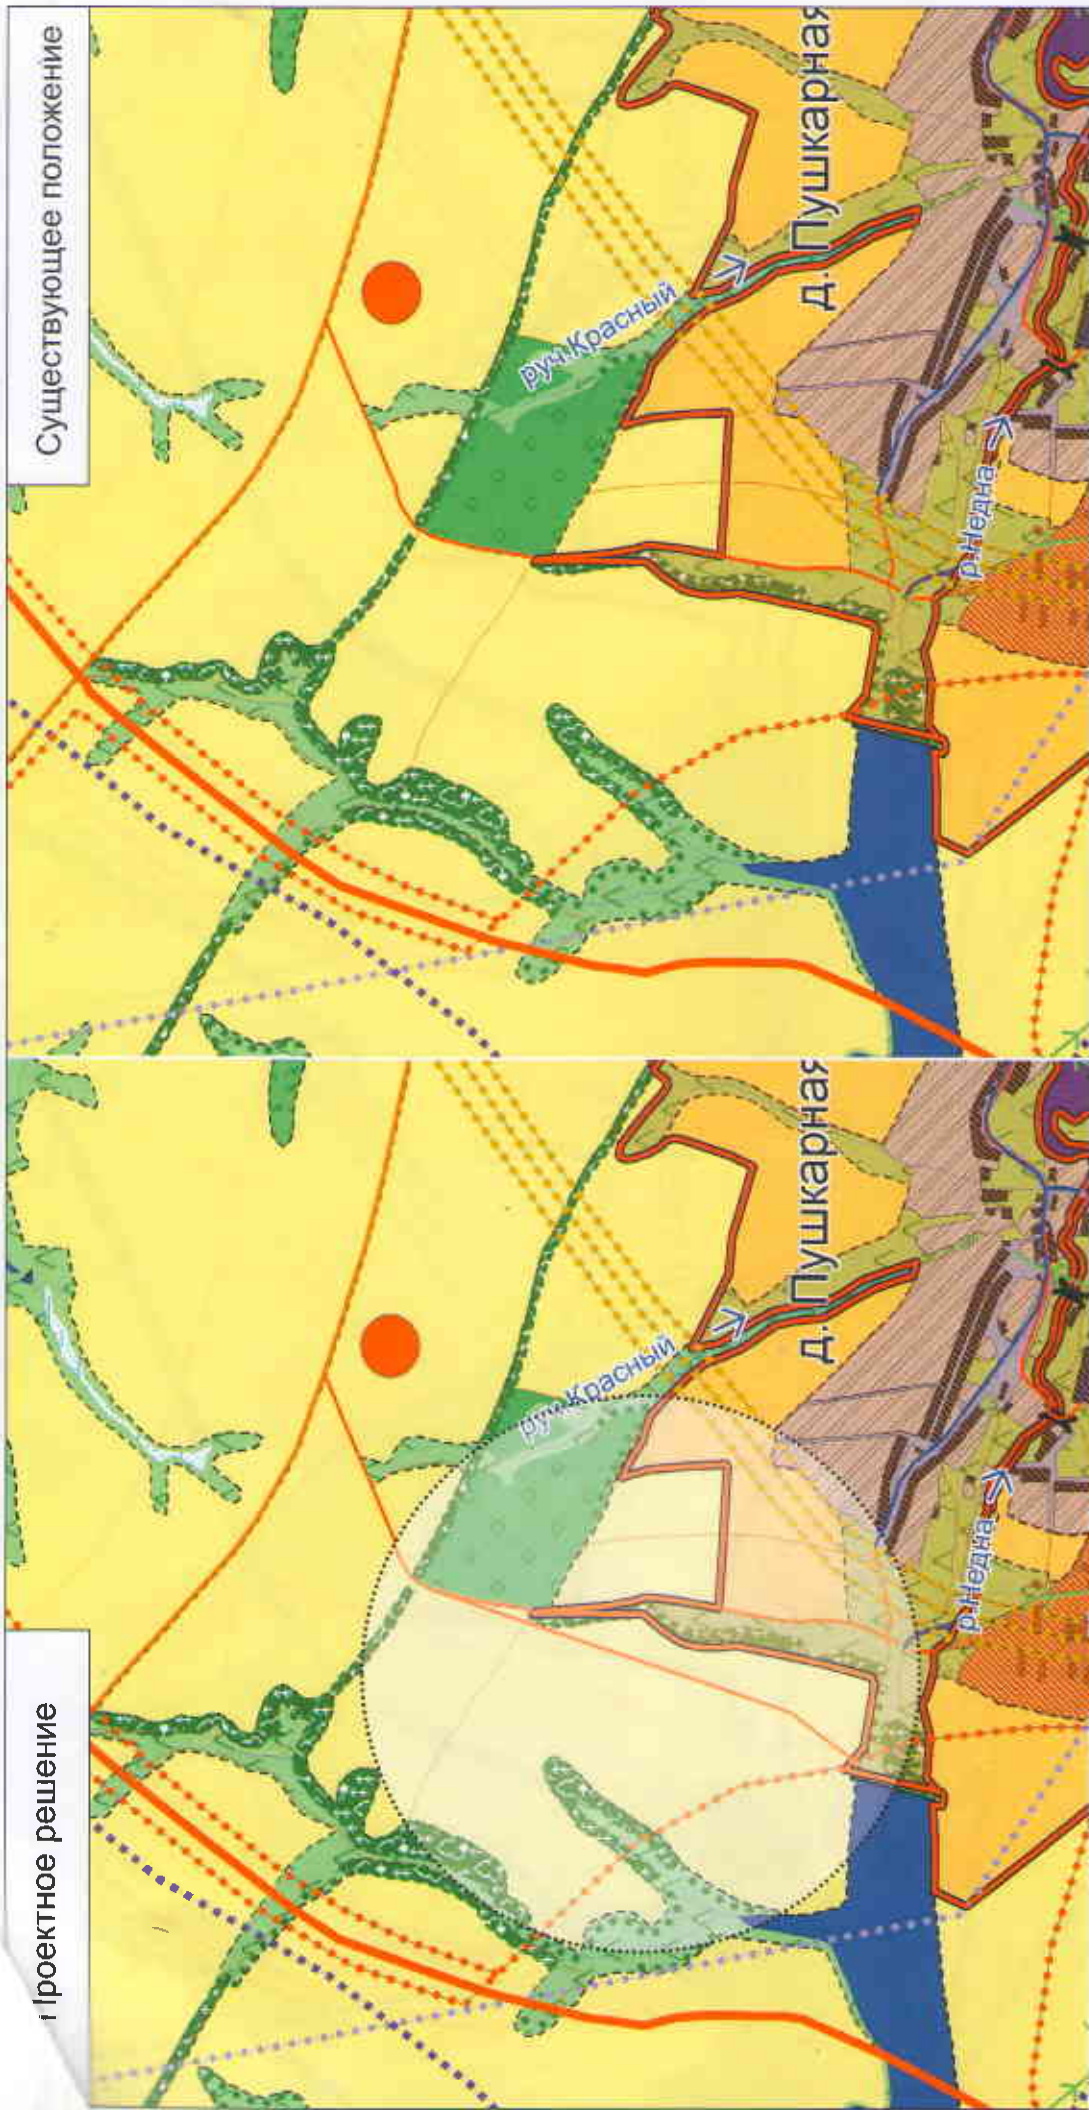 Проектное решение
Существующее положение
руч. Красный
д. Пушкарная
р.Недна
руч. Красный
д. Пушкарная
р.Недна